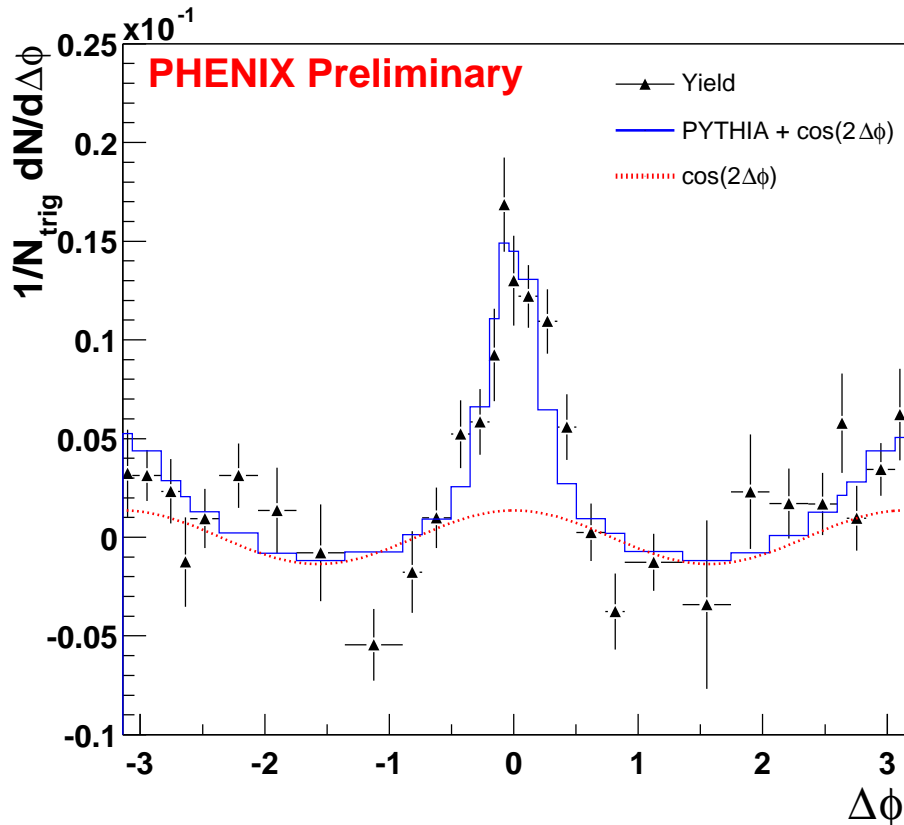 ×10⁻¹
PHENIX Preliminary
Yield
PYTHIA + cos(2Δϕ)
cos(2Δϕ)
1/N_trig dN/dΔϕ
0.25
0.2
0.15
0.1
0.05
0
-0.05
-0.1
-3 -2 -1 0 1 2 3
Δϕ